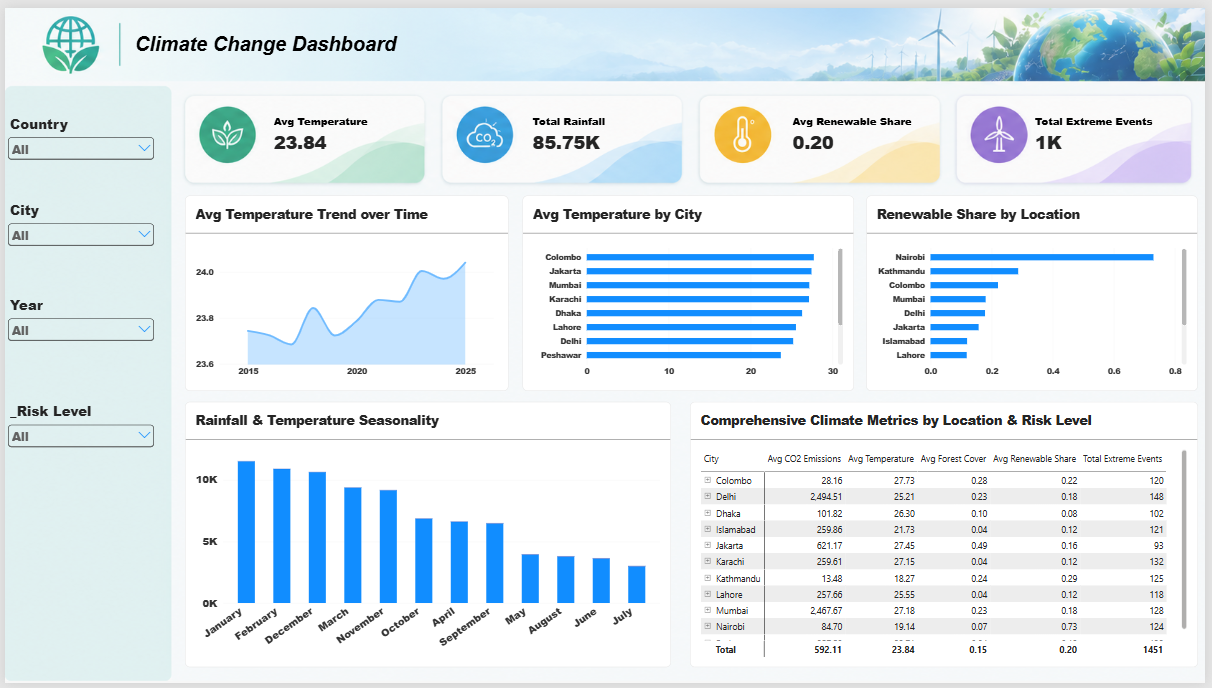 Climate Change Dashboard
Country
All
City
All
Year
All
_Risk Level
All
Avg Temperature
23.84
CO2
Total Rainfall
85.75K
Avg Renewable Share
0.20
Total Extreme Events
1K
Avg Temperature Trend over Time
24.0
23.8
23.6
2015 2020 2025
Avg Temperature by City
Colombo
Jakarta
Mumbai
Karachi
Dhaka
Lahore
Delhi
Peshawar
0 10 20 30
Renewable Share by Location
Nairobi
Kathmandu
Colombo
Mumbai
Delhi
Jakarta
Islamabad
Lahore
0.0 0.2 0.4 0.6 0.8
Rainfall & Temperature Seasonality
10K
5K
0K
January February December March November October April September May August June July
Comprehensive Climate Metrics by Location & Risk Level
City Avg CO2 Emissions Avg Temperature Avg Forest Cover Avg Renewable Share Total Extreme Events
Colombo 28.16 27.73 0.28 0.22 120
Delhi 2,494.51 25.21 0.23 0.18 148
Dhaka 101.82 26.30 0.10 0.08 102
Islamabad 259.86 21.73 0.04 0.12 121
Jakarta 621.17 27.45 0.49 0.16 93
Karachi 259.61 27.15 0.04 0.12 132
Kathmandu 13.48 18.27 0.24 0.29 125
Lahore 257.66 25.55 0.04 0.12 118
Mumbai 2,467.67 27.18 0.23 0.18 128
Nairobi 84.70 19.14 0.07 0.73 124
Total 592.11 23.84 0.15 0.20 1451